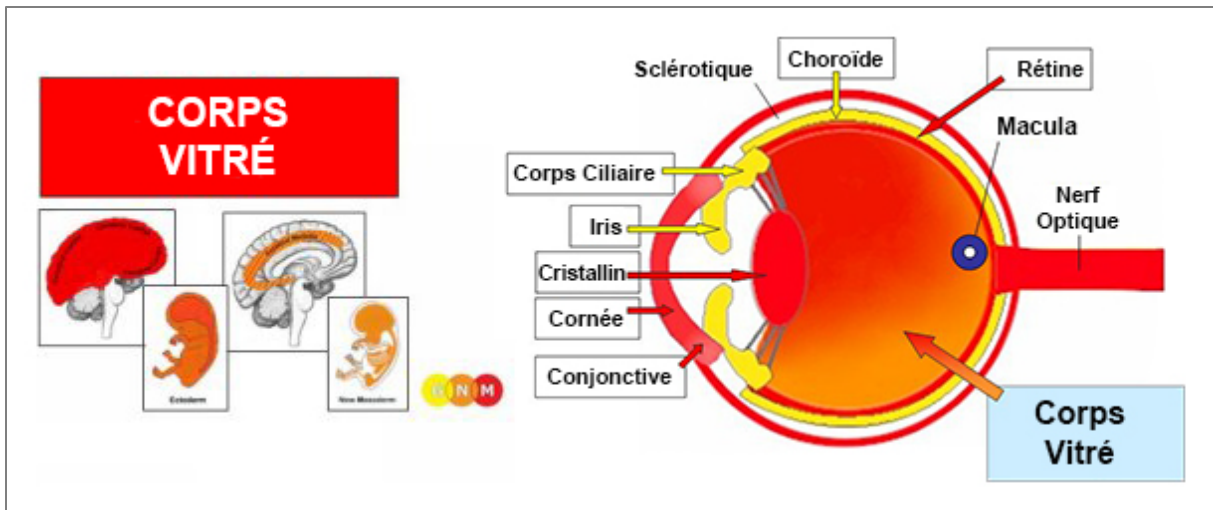 CORPS
VITRÉ
Ectoderm
New Mesoderm
G N M
Sclérotique
Choroïde
Rétine
Macula
Corps Ciliaire
Iris
Nerf
Optique
Cristallin
Cornée
Conjonctive
Corps
Vitré